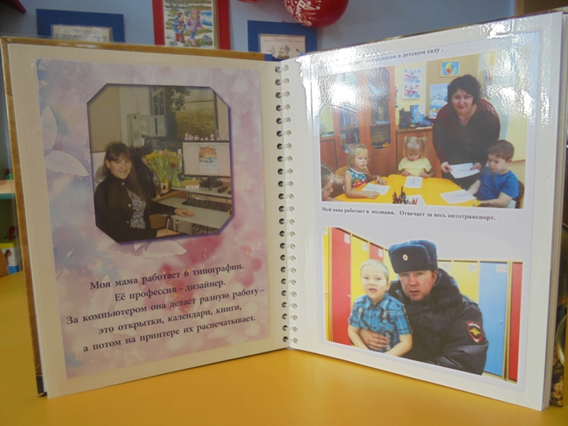 Моя мама работает в типографии.
Её профессия - дизайнер.
За компьютером она делает разную работу -
это открытки, календари, книги,
а потом на принтере их распечатывает.
в детском саду .
Мой папа работает в полиции. Отвечает за весь автотранспорт.